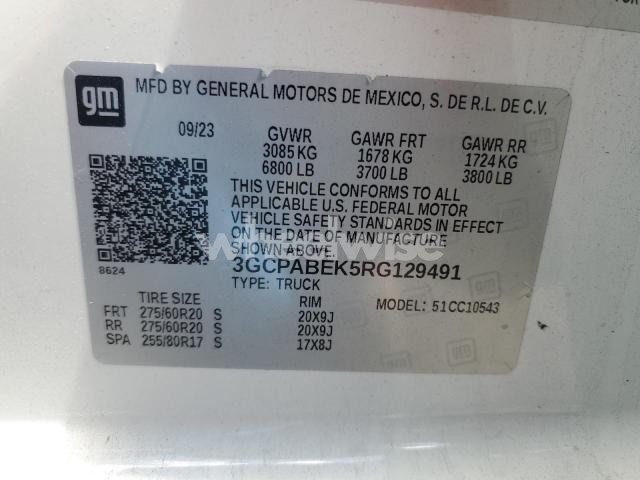 gm
MFD BY GENERAL MOTORS DE MEXICO, S. DE R.L. DE C.V.
09/23 GVWR GAWR FRT GAWR RR
3085 KG 1678 KG 1724 KG
6800 LB 3700 LB 3800 LB
THIS VEHICLE CONFORMS TO ALL
APPLICABLE U.S. FEDERAL MOTOR
VEHICLE SAFETY STANDARDS IN EFFECT
ON THE DATE OF MANUFACTURE
SHOWN ABOVE.
8624 3GCPABEK5RG129491
TYPE: TRUCK
TIRE SIZE RIM MODEL: 51CC10543
FRT 275/60R20 S 20X9J
RR 275/60R20 S 20X9J
SPA 255/80R17 S 17X8J